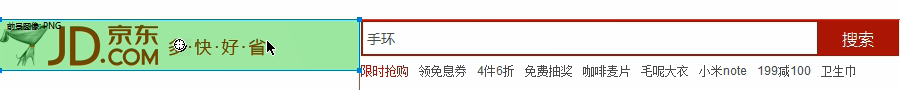 前景图像: PNG
JD 京东
.COM
多·快·好·省
手环
搜索
限时抢购 领免息券 4件6折 免费抽奖 咖啡麦片 毛呢大衣 小米note 199减100 卫生巾